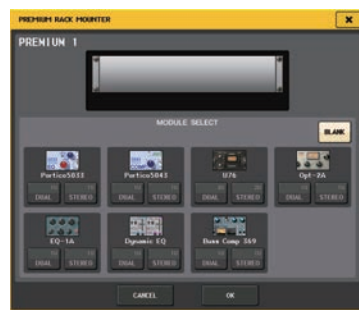 PREMIUM RACK MOUNTER
PREMIUM 1
MODULE SELECT
BLANK
Portico5033 Portico5043 U76 Opt-2A
DUAL STEREO DUAL STEREO DUAL STEREO DUAL STEREO
EQ-1A Dynamic EQ Buss Comp 369
DUAL STEREO DUAL STEREO DUAL STEREO
CANCEL OK